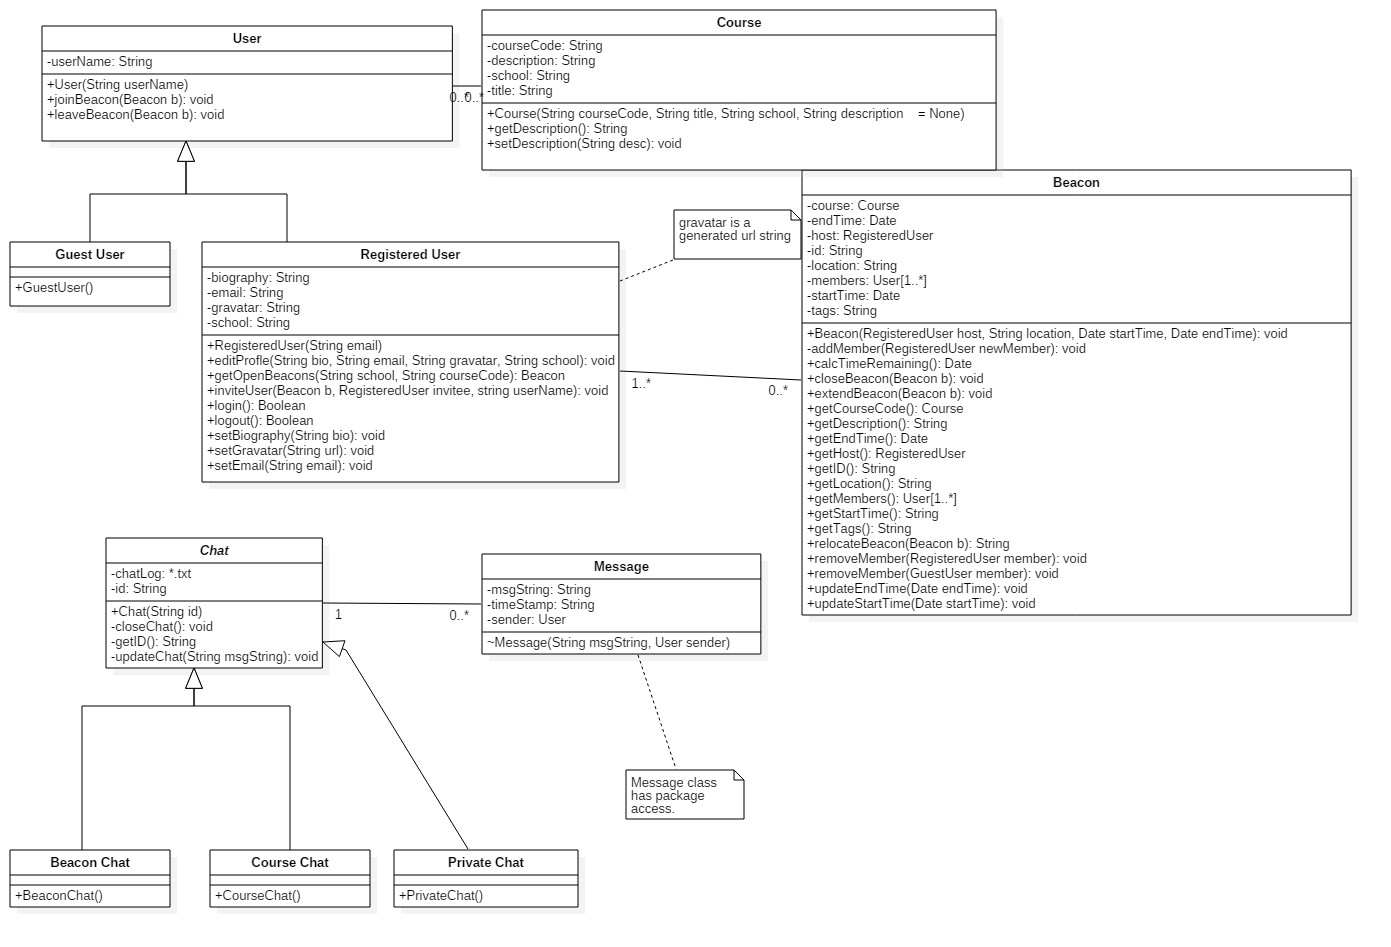 User
-userName: String
+User(String userName)
+joinBeacon(Beacon b): void
+leaveBeacon(Beacon b): void
0..*
0..*
Course
-courseCode: String
-description: String
-school: String
-title: String
+Course(String courseCode, String title, String school, String description = None)
+getDescription(): String
+setDescription(String desc): void
Guest User
+GuestUser()
Registered User
-biography: String
-email: String
-gravatar: String
-school: String
+RegisteredUser(String email)
+editProfle(String bio, String email, String gravatar, String school): void
+getOpenBeacons(String school, String courseCode): Beacon
+inviteUser(Beacon b, RegisteredUser invitee, string userName): void
+login(): Boolean
+logout(): Boolean
+setBiography(String bio): void
+setGravatar(String url): void
+setEmail(String email): void
gravatar is a
generated url string
1..*
0..*
Beacon
-course: Course
-endTime: Date
-host: RegisteredUser
-id: String
-location: String
-members: User[1..*]
-startTime: Date
-tags: String
+Beacon(RegisteredUser host, String location, Date startTime, Date endTime): void
-addMember(RegisteredUser newMember): void
+calcTimeRemaining(): Date
+closeBeacon(Beacon b): void
+extendBeacon(Beacon b): void
+getCourseCode(): Course
+getDescription(): String
+getEndTime(): Date
+getHost(): RegisteredUser
+getID(): String
+getLocation(): String
+getMembers(): User[1..*]
+getStartTime(): String
+getTags(): String
+relocateBeacon(Beacon b): String
+removeMember(RegisteredUser member): void
+removeMember(GuestUser member): void
+updateEndTime(Date endTime): void
+updateStartTime(Date startTime): void
Chat
-chatLog: *.txt
-id: String
+Chat(String id)
-closeChat(): void
-getID(): String
-updateChat(String msgString): void
1
0..*
Message
-msgString: String
-timeStamp: String
-sender: User
~Message(String msgString, User sender)
Message class
has package
access.
Beacon Chat
+BeaconChat()
Course Chat
+CourseChat()
Private Chat
+PrivateChat()